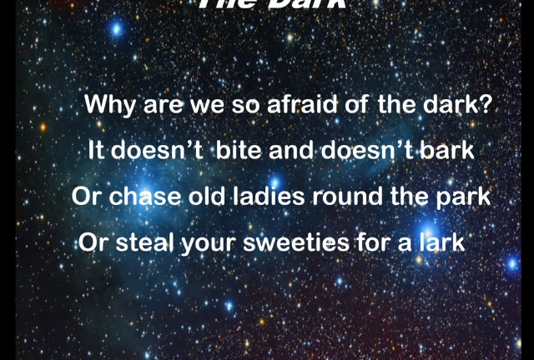 The Dark
Why are we so afraid of the dark?
It doesn't bite and doesn't bark
Or chase old ladies round the park
Or steal your sweeties for a lark